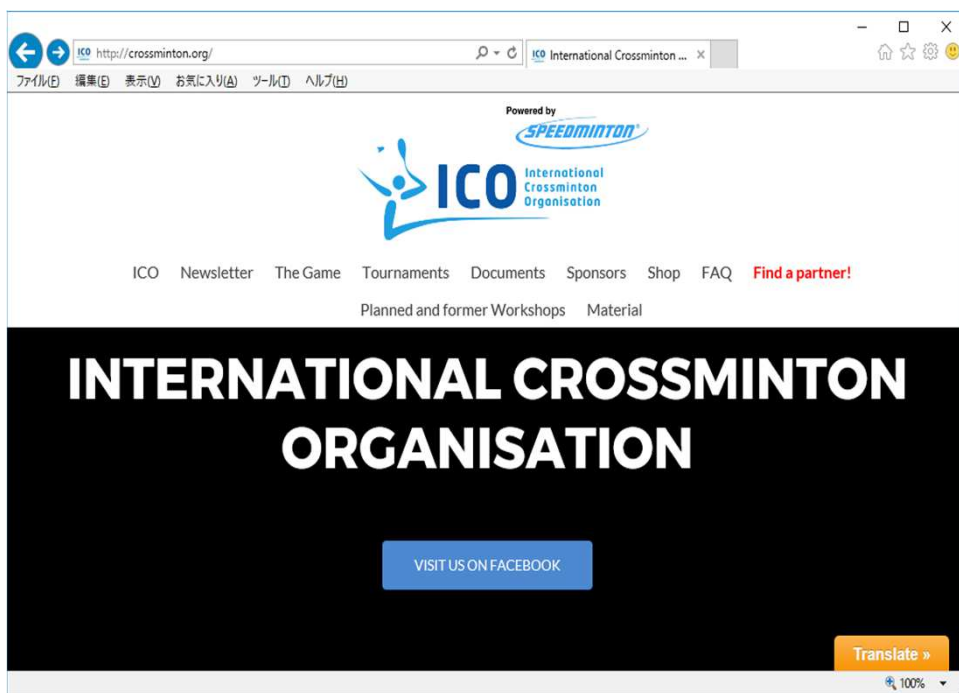 ICO http://crossminton.org/
ICO International Crossminton ...
ファイル(F) 編集(E) 表示(V) お気に入り(A) ツール(T) ヘルプ(H)
Powered by
SPEEDMINTON®
ICO
International
Crossminton
Organisation
ICO Newsletter The Game Tournaments Documents Sponsors Shop FAQ Find a partner!
Planned and former Workshops Material
INTERNATIONAL CROSSMINTON
ORGANISATION
VISIT US ON FACEBOOK
Translate »
100%